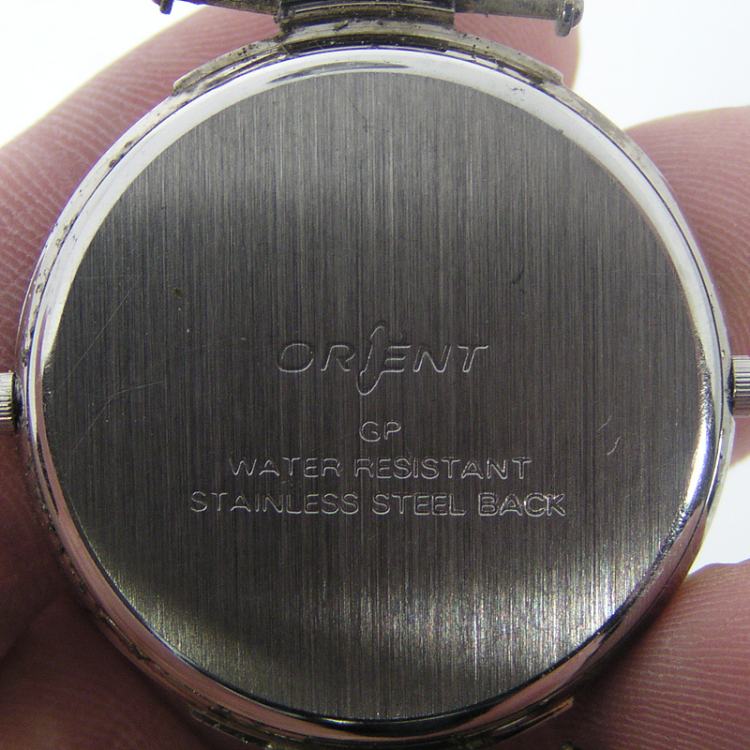 ORIENT
GP
WATER RESISTANT
STAINLESS STEEL BACK